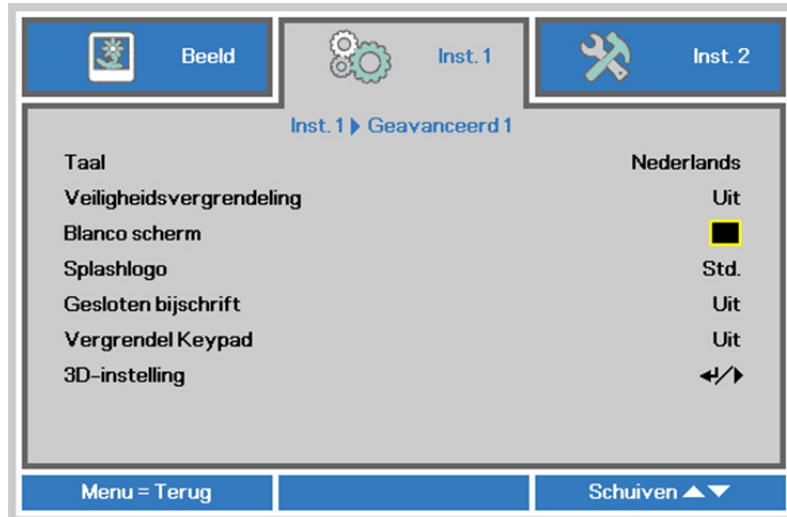 Beeld
Inst. 1
Inst. 2
Inst. 1 Geavanceerd 1
Taal Nederlands
Veiligheidsvergrendeling Uit
Blanco scherm
Splashlogo Std.
Gesloten bijschrift Uit
Vergrendel Keypad Uit
3D-instelling
Menu = Terug
Schuiven